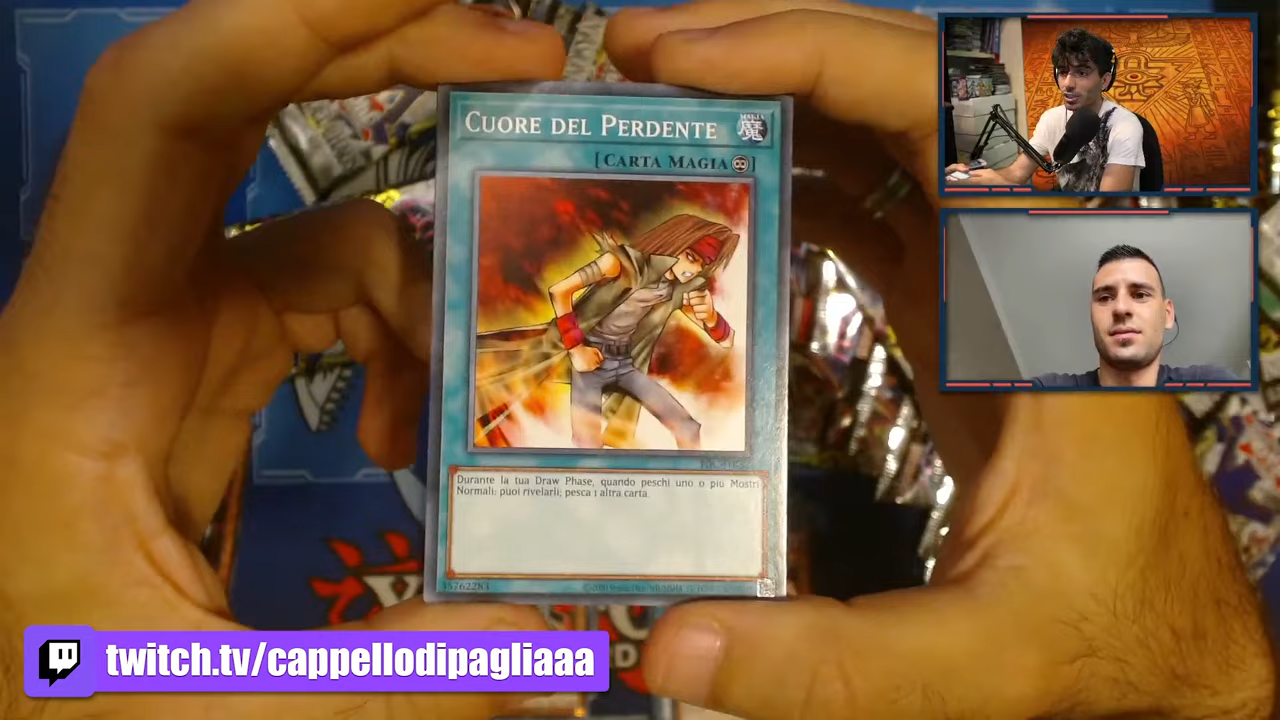 CUORE DEL PERDENTE
MAGIA
魔
[CARTA MAGIA]
Durante la tua Draw Phase, quando peschi uno o più Mostri
Normali: puoi rivelarli; pesca 1 altra carta.
twitch.tv/cappellodipagliaaa